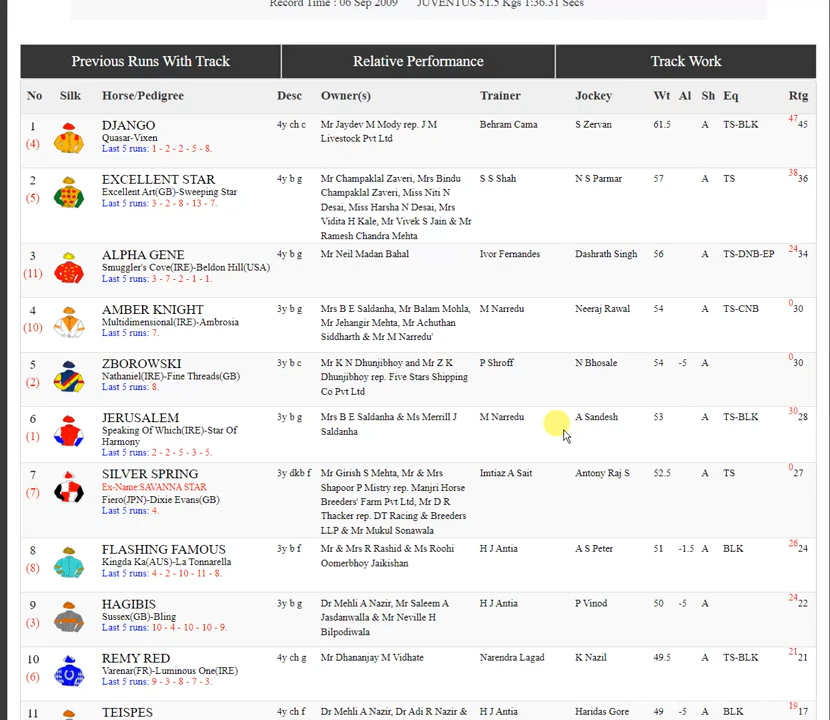 Record Time : 06 Sep 2009 JUVENTUS 51.5 Kgs 1:36.31 Secs
Previous Runs With Track Relative Performance Track Work
No Silk Horse/Pedigree Desc Owner(s) Trainer Jockey Wt Al Sh Eq Rtg
1 DJANGO 4y ch c Mr Jaydev M Mody rep. J M Behram Cama S Zervan 61.5 A TS-BLK 47 45
(4) Quasar-Vixen Livestock Pvt Ltd
Last 5 runs: 1 - 2 - 2 - 5 - 8.
2 EXCELLENT STAR 4y b g Mr Champaklal Zaveri, Mrs Bindu S S Shah N S Parmar 57 A TS 38 36
(5) Excellent Art(GB)-Sweeping Star Champaklal Zaveri, Miss Niti N
Last 5 runs: 3 - 2 - 8 - 13 - 7. Desai, Miss Harsha N Desai, Mrs
Vidita H Kale, Mr Vivek S Jain & Mr
Ramesh Chandra Mehta
3 ALPHA GENE 4y b g Mr Neil Madan Bahal Ivor Fernandes Dashrath Singh 56 A TS-DNB-EP 24 34
(11) Smuggler's Cove(IRE)-Beldon Hill(USA)
Last 5 runs: 3 - 7 - 2 - 1 - 1.
4 AMBER KNIGHT 3y b g Mrs B E Saldanha, Mr Balam Mohla, M Narredu Neeraj Rawal 54 A TS-CNB 0 30
(10) Multidimensional(IRE)-Ambrosia Mr Jehangir Mehta, Mr Achuthan
Last 5 runs: 7. Siddharth & Mr M Narredu'
5 ZBOROWSKI 3y b c Mr K N Dhunjibhoy and Mr Z K P Shroff N Bhosale 54 -5 A 0 30
(2) Nathaniel(IRE)-Fine Threads(GB) Dhunjibhoy rep. Five Stars Shipping
Last 5 runs: 8. Co Pvt Ltd
6 JERUSALEM 3y b g Mrs B E Saldanha & Ms Merrill J M Narredu A Sandesh 53 A TS-BLK 30 28
(1) Speaking Of Which(IRE)-Star Of Saldanha
Harmony
Last 5 runs: 2 - 2 - 5 - 3 - 5.
7 SILVER SPRING 3y dkb f Mr Girish S Mehta, Mr & Mrs Imtiaz A Sait Antony Raj S 52.5 A TS 0 27
(7) Ex-Name:SAVANNA STAR Shapoor P Mistry rep. Manjri Horse
Fiero(JPN)-Dixie Evans(GB) Breeders' Farm Pvt Ltd, Mr D R
Last 5 runs: 4. Thacker rep. DT Racing & Breeders
LLP & Mr Mukul Sonawala
8 FLASHING FAMOUS 3y b f Mr & Mrs R Rashid & Ms Roohi H J Antia A S Peter 51 -1.5 A BLK 26 24
(8) Kingda Ka(AUS)-La Tonnarella Oomerbhoy Jaikishan
Last 5 runs: 4 - 2 - 10 - 11 - 8.
9 HAGIBIS 3y b g Dr Mehli A Nazir, Mr Saleem A H J Antia P Vinod 50 -5 A 24 22
(3) Sussex(GB)-Bling Jasdanwalla & Mr Neville H
Last 5 runs: 10 - 4 - 10 - 10 - 9. Bilpodiwala
10 REMY RED 4y ch g Mr Dhananjay M Vidhate Narendra Lagad K Nazil 49.5 A TS-BLK 21 21
(6) Varenar(FR)-Luminous One(IRE)
Last 5 runs: 9 - 3 - 8 - 7 - 3.
11 TEISPES 4y ch f Mr Dr Mehli A Nazir, Dr Adi R Nazir & H J Antia Haridas Gore 49 -5 A BLK 19 17